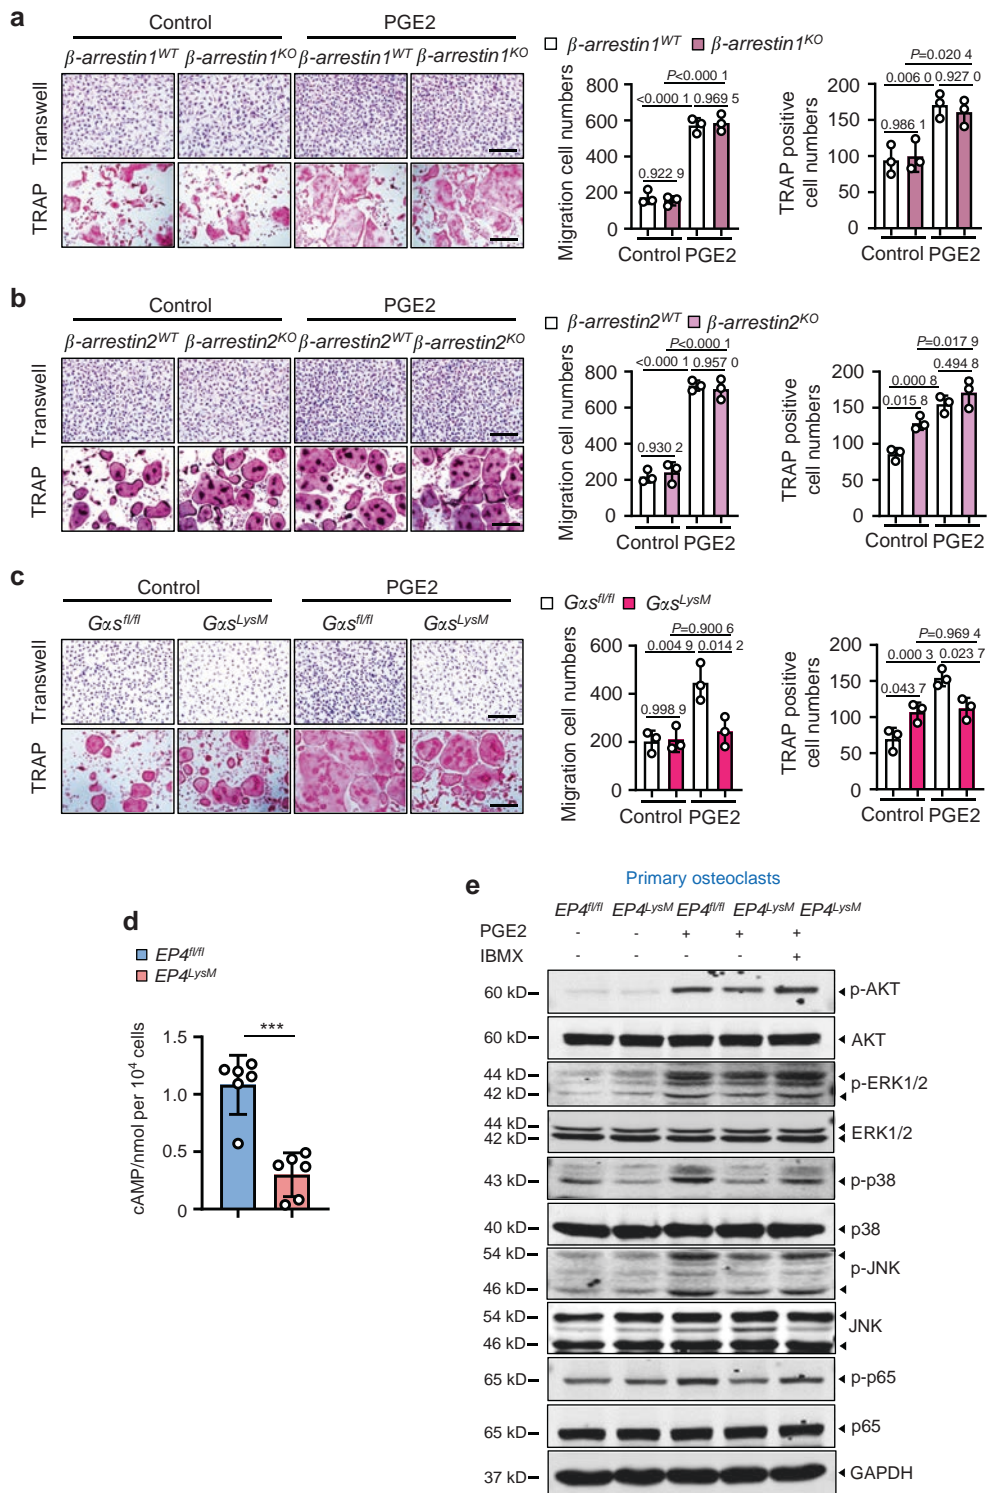 a
Control PGE2
β-arrestin1WT β-arrestin1KO β-arrestin1WT β-arrestin1KO
Transwell
TRAP
β-arrestin1WT β-arrestin1KO
Migration cell numbers
800
600
400
200
0
P<0.000 1
<0.000 1 0.969 5
0.922 9
Control PGE2
TRAP positive
cell numbers
200
150
100
50
0
P=0.020 4
0.006 0 0.927 0
0.986 1
Control PGE2
b
Control PGE2
β-arrestin2WT β-arrestin2KO β-arrestin2WT β-arrestin2KO
Transwell
TRAP
β-arrestin2WT β-arrestin2KO
Migration cell numbers
800
600
400
200
0
P<0.000 1
<0.000 1 0.957 0
0.930 2
Control PGE2
TRAP positive
cell numbers
200
150
100
50
0
P=0.017 9
0.494 8
0.000 8
0.015 8
Control PGE2
c
Control PGE2
Gαsfl/fl GαsLysM Gαsfl/fl GαsLysM
Transwell
TRAP
Gαsfl/fl GαsLysM
Migration cell numbers
600
400
200
0
P=0.900 6
0.004 9 0.014 2
0.998 9
Control PGE2
TRAP positive
cell numbers
200
150
100
50
0
P=0.969 4
0.000 3 0.023 7
0.043 7
Control PGE2
d
EP4fl/fl
EP4LysM
cAMP/nmol per 104 cells
1.5
1.0
0.5
0
***
e
Primary osteoclasts
EP4fl/fl EP4LysM EP4fl/fl EP4LysM EP4LysM
PGE2 - - + + +
IBMX - - - - +
60 kD p-AKT
60 kD AKT
44 kD
p-ERK1/2
42 kD
44 kD
ERK1/2
42 kD
43 kD p-p38
40 kD p38
54 kD
p-JNK
46 kD
54 kD
JNK
46 kD
65 kD p-p65
65 kD p65
37 kD GAPDH